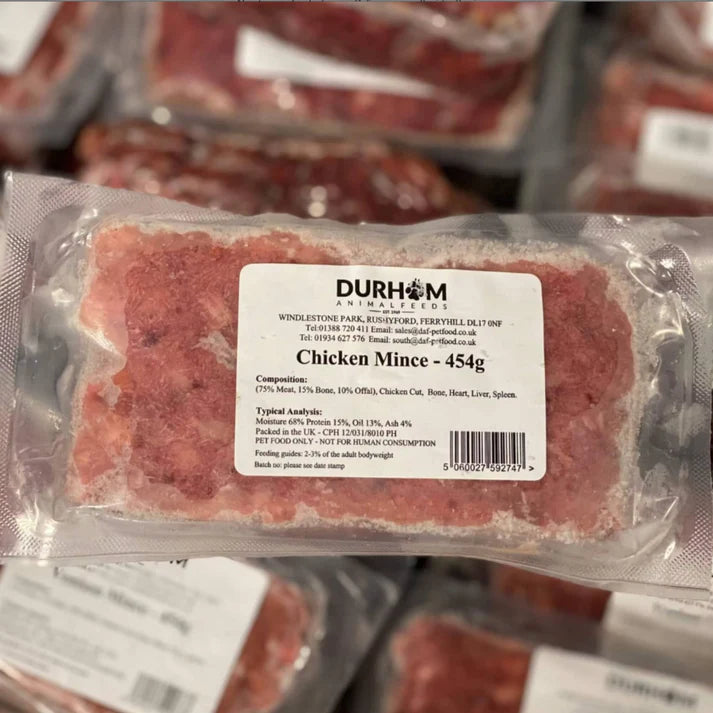 DURHAM
ANIMAL FEEDS
EST 1969
WINDLESTONE PARK, RUSHYFORD, FERRYHILL DL17 0NF
Tel:01388 720 411 Email: sales@daf-petfood.co.uk
Tel: 01934 627 576 Email: south@daf-petfood.co.uk
Chicken Mince - 454g
Composition:
(75% Meat, 15% Bone, 10% Offal), Chicken Cut, Bone, Heart, Liver, Spleen.
Typical Analysis:
Moisture 68% Protein 15%, Oil 13%, Ash 4%
Packed in the UK - CPH 12/031/8010 PH
PET FOOD ONLY - NOT FOR HUMAN CONSUMPTION
Feeding guides: 2-3% of the adult bodyweight
Batch no: please see date stamp
5 060027 592747 >
Mince - 454g